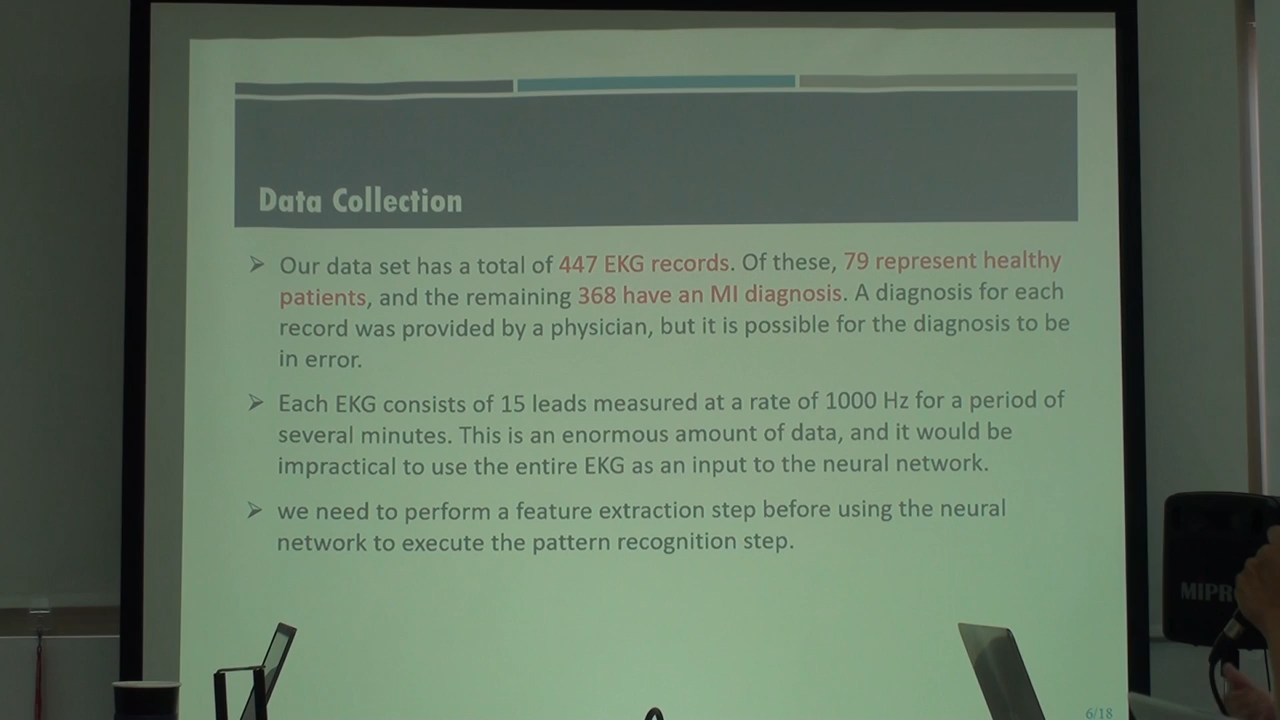 Data Collection
➢ Our data set has a total of 447 EKG records. Of these, 79 represent healthy
patients, and the remaining 368 have an MI diagnosis. A diagnosis for each
record was provided by a physician, but it is possible for the diagnosis to be
in error.
➢ Each EKG consists of 15 leads measured at a rate of 1000 Hz for a period of
several minutes. This is an enormous amount of data, and it would be
impractical to use the entire EKG as an input to the neural network.
➢ we need to perform a feature extraction step before using the neural
network to execute the pattern recognition step.
MIPR
6/18